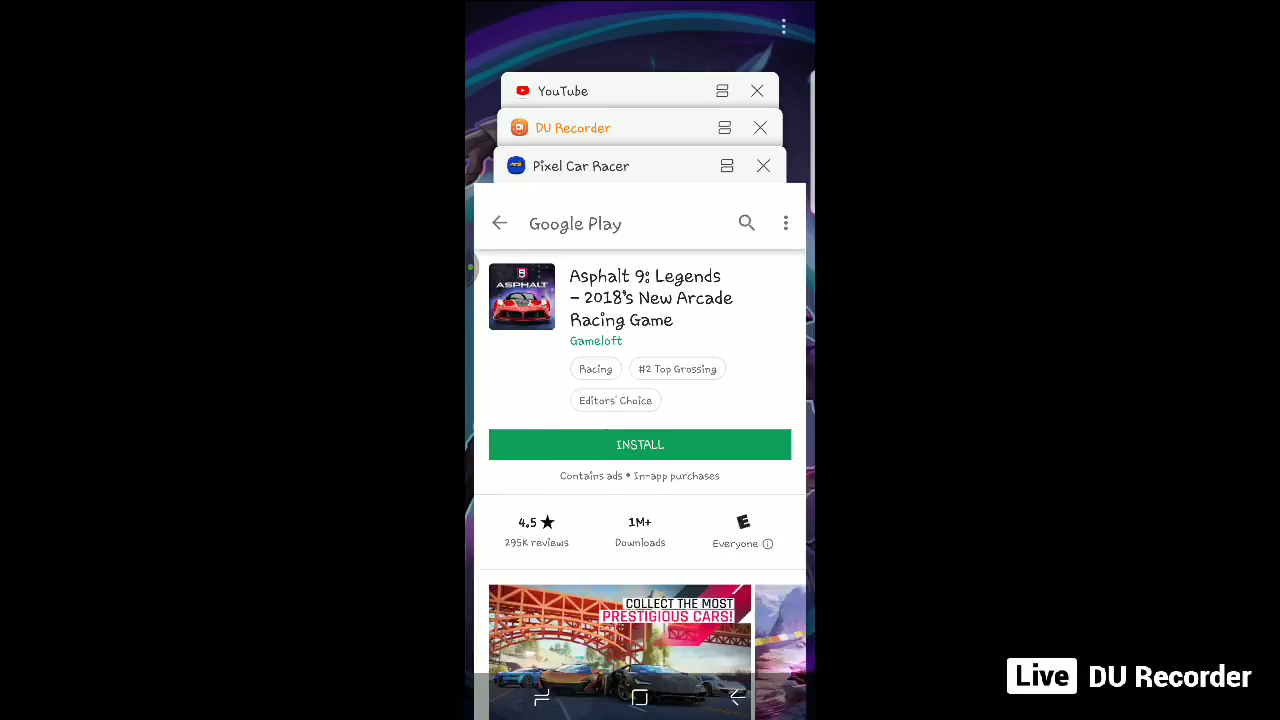 YouTube
DU Recorder
Pixel Car Racer
Google Play
ASPHALT
Asphalt 9: Legends
- 2018's New Arcade
Racing Game
Gameloft
Racing
#2 Top Grossing
Editors' Choice
INSTALL
Contains ads • In-app purchases
4.5★
295K reviews
1M+
Downloads
E
Everyone
COLLECT THE MOST
PRESTIGIOUS CARS!
Live DU Recorder